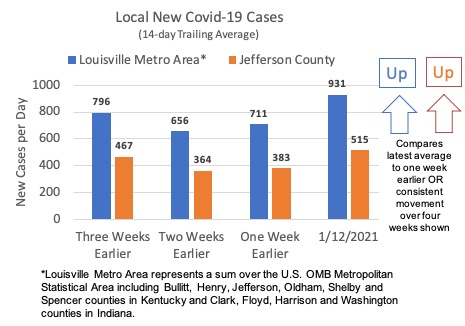 Local New Covid-19 Cases
(14-day Trailing Average)
Louisville Metro Area*
Jefferson County
Up
Up
New Cases per Day
1000
800
600
400
200
0
796
467
656
364
711
383
931
515
Three Weeks
Earlier
Two Weeks
Earlier
One Week
Earlier
1/12/2021
Compares
latest average
to one week
earlier OR
consistent
movement
over four
weeks shown
*Louisville Metro Area represents a sum over the U.S. OMB Metropolitan
Statistical Area including Bullitt, Henry, Jefferson, Oldham, Shelby and
Spencer counties in Kentucky and Clark, Floyd, Harrison and Washington
counties in Indiana.